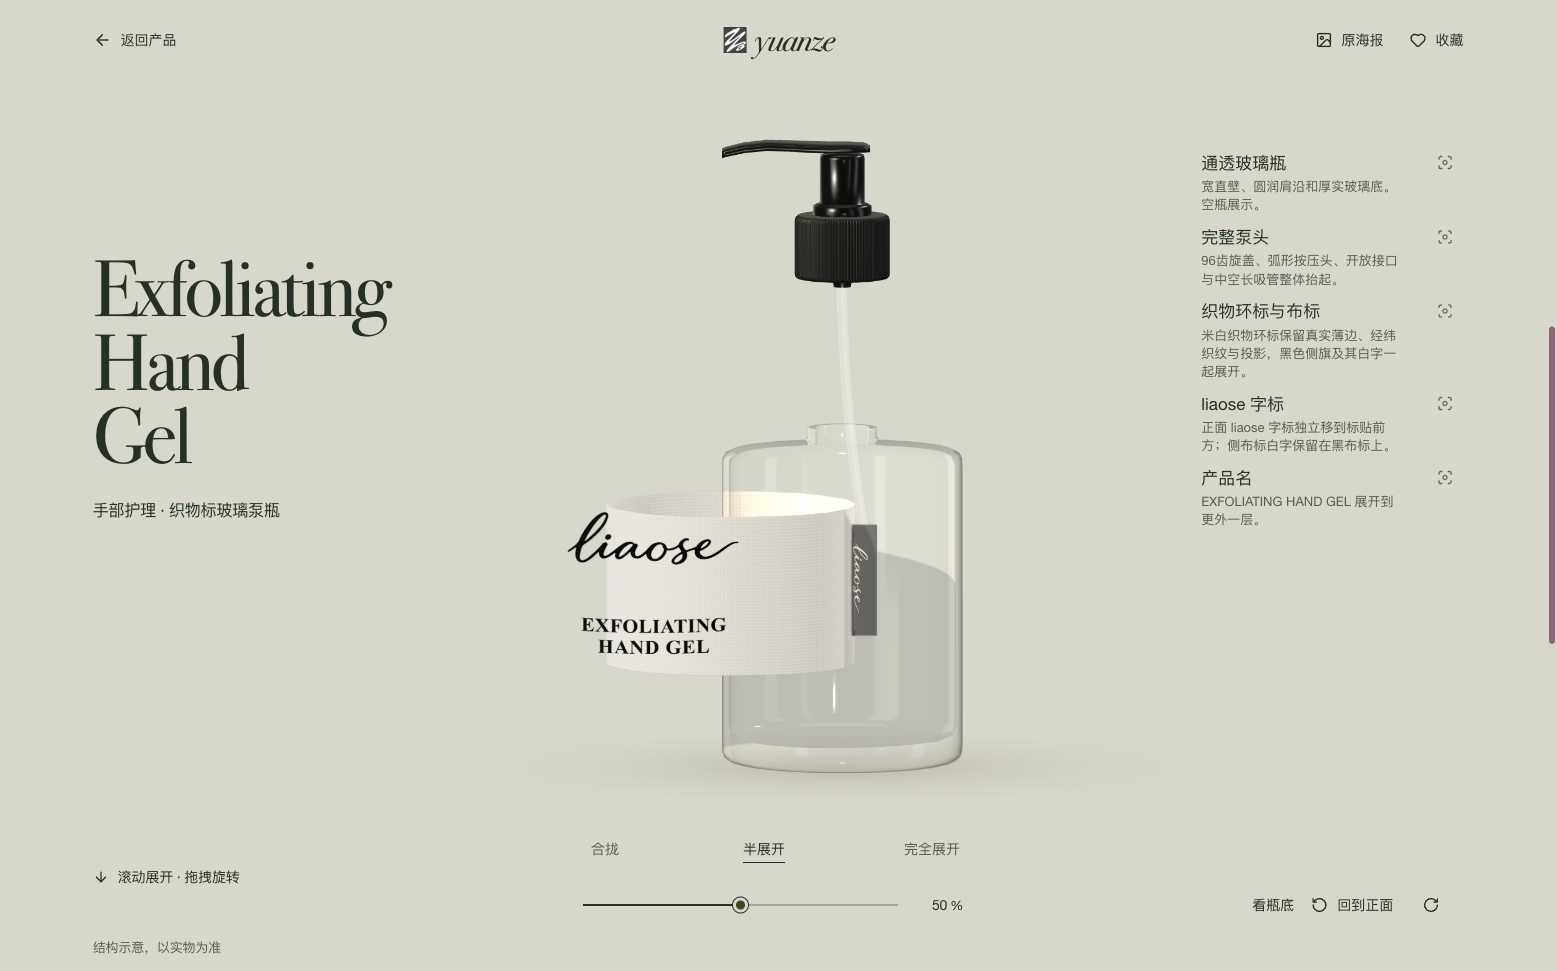 返回产品
yuanze
原海报
收藏
Exfoliating
Hand
Gel
手部护理 · 织物标玻璃泵瓶
通透玻璃瓶
宽直壁、圆润肩沿和厚实玻璃底。
空瓶展示。
完整泵头
96齿旋盖、弧形按压头、开放接口
与中空长吸管整体抬起。
织物环标与布标
米白织物环标保留真实薄边、经纬
织纹与投影，黑色侧旗及其白字一
起展开。
liaose 字标
正面 liaose 字标独立移到标贴前
方；侧布标白字保留在黑布标上。
产品名
EXFOLIATING HAND GEL 展开到
更外一层。
liaose
EXFOLIATING
HAND GEL
liaose
合拢
半展开
完全展开
滚动展开 · 拖拽旋转
50 %
看瓶底
回到正面
结构示意，以实物为准